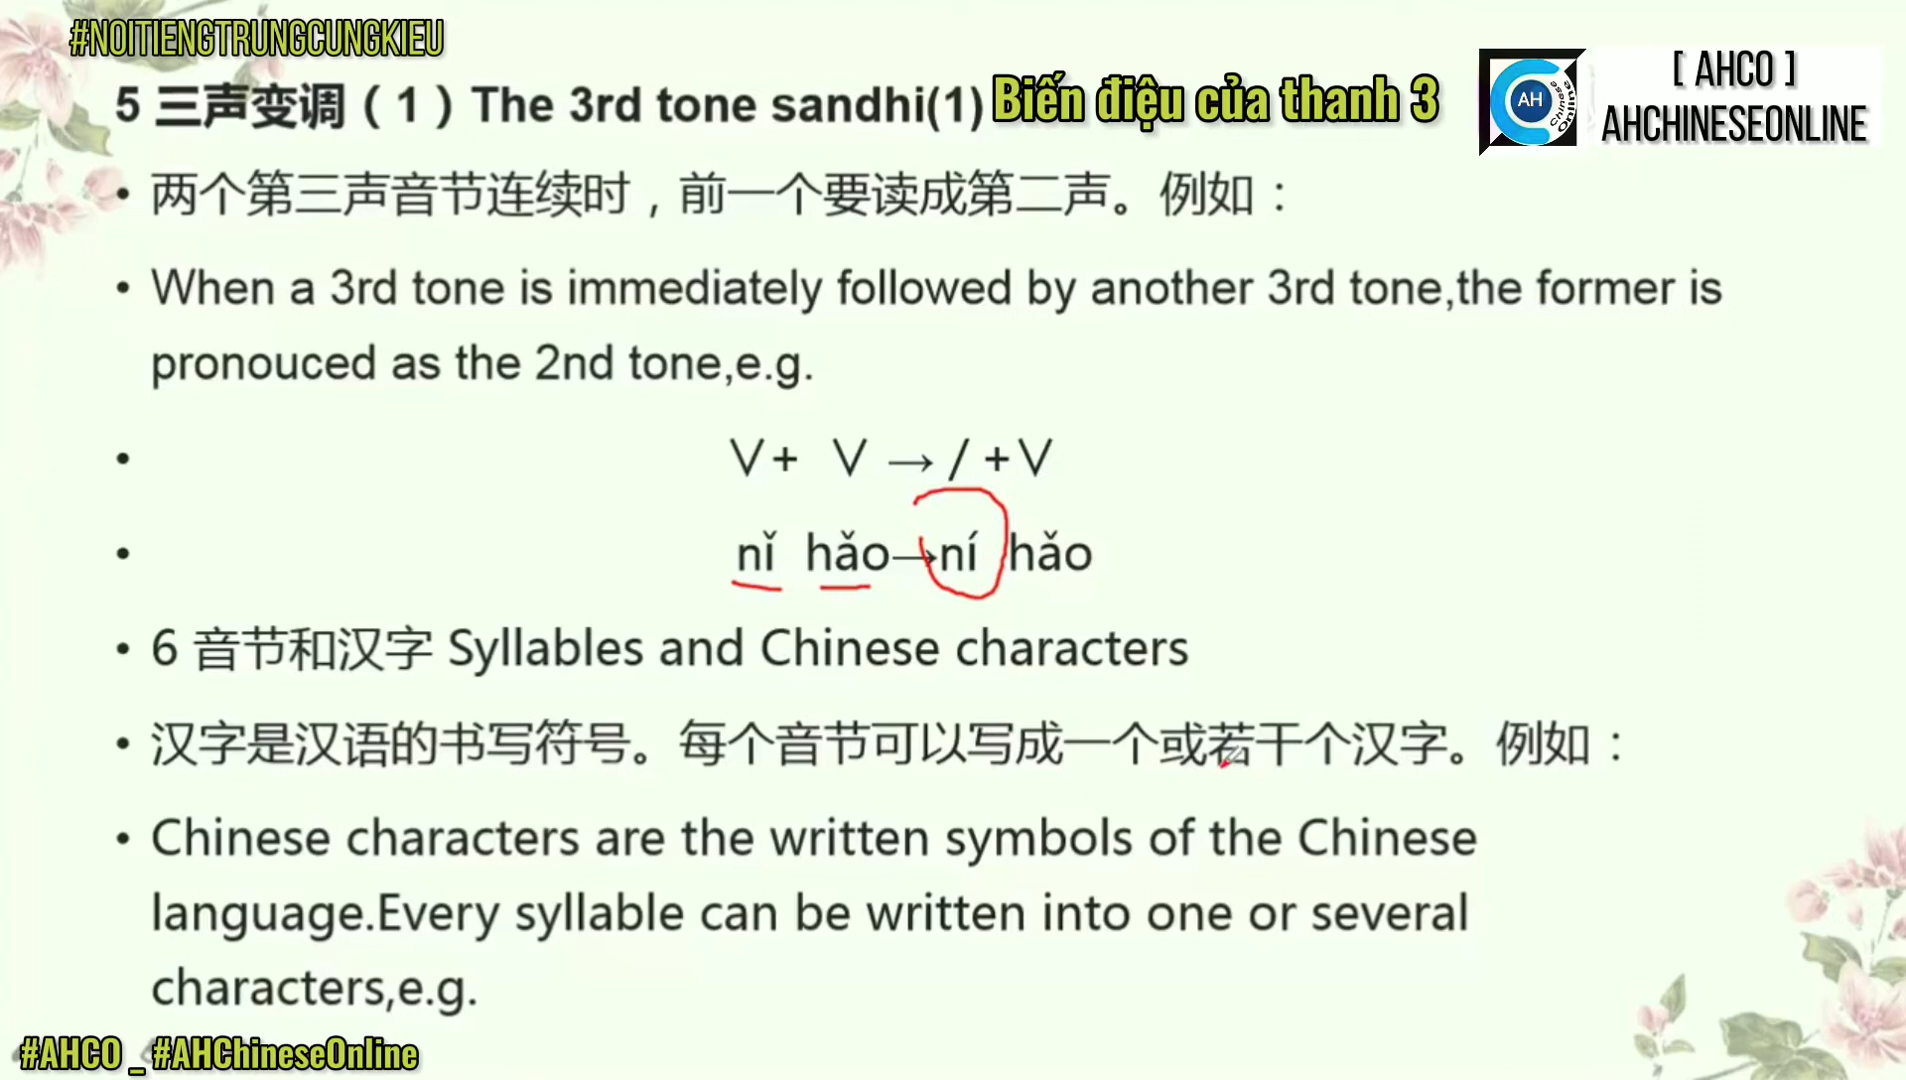 #NOITIENGTRUNGCUNGKIEU
5 三声变调（1）The 3rd tone sandhi(1) Biến điệu của thanh 3
[ AHCO ]
AHCHINESEONLINE
AH
Chinese Online
• 两个第三声音节连续时，前一个要读成第二声。例如：
• When a 3rd tone is immediately followed by another 3rd tone,the former is
pronouced as the 2nd tone,e.g.
• V+ V → / +V
• nǐ hǎo→ní hǎo
• 6 音节和汉字 Syllables and Chinese characters
• 汉字是汉语的书写符号。每个音节可以写成一个或若干个汉字。例如：
• Chinese characters are the written symbols of the Chinese
language.Every syllable can be written into one or several
characters,e.g.
#AHCO _ #AHChineseOnline